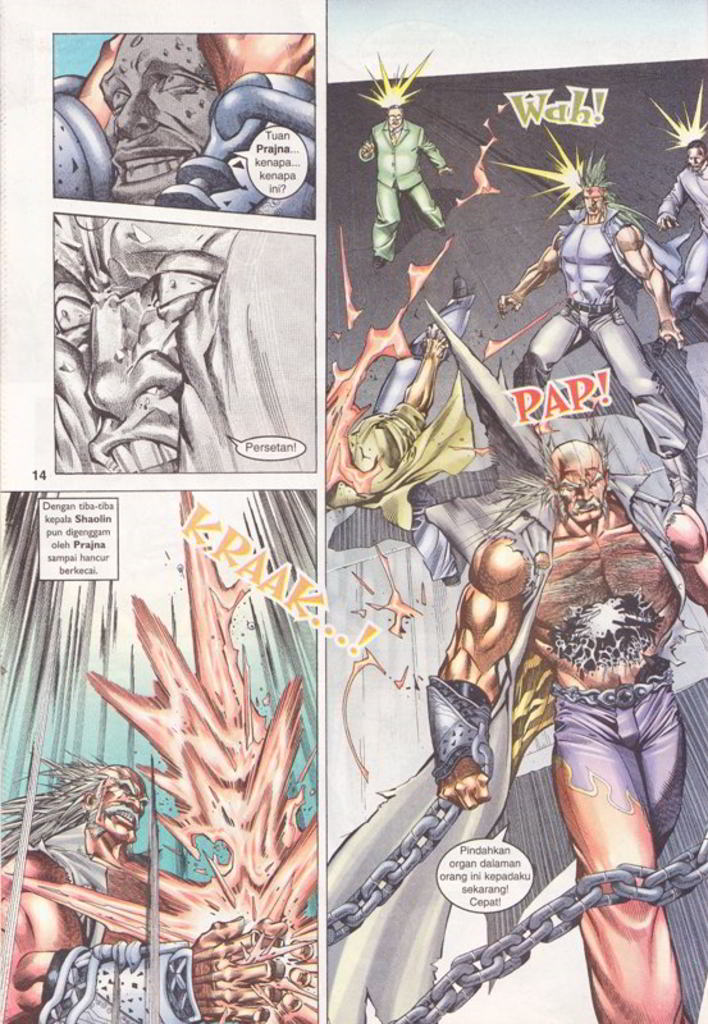 Tuan
Prajna...
kenapa...
kenapa
ini?
Persetan!
14
Dengan tiba-tiba
kepala Shaolin
pun digenggam
oleh Prajna
sampai hancur
berkecai.
KRAAK...!
Wah!
PAP!
Pindahkan
organ dalaman
orang ini kepadaku
sekarang!
Cepat!